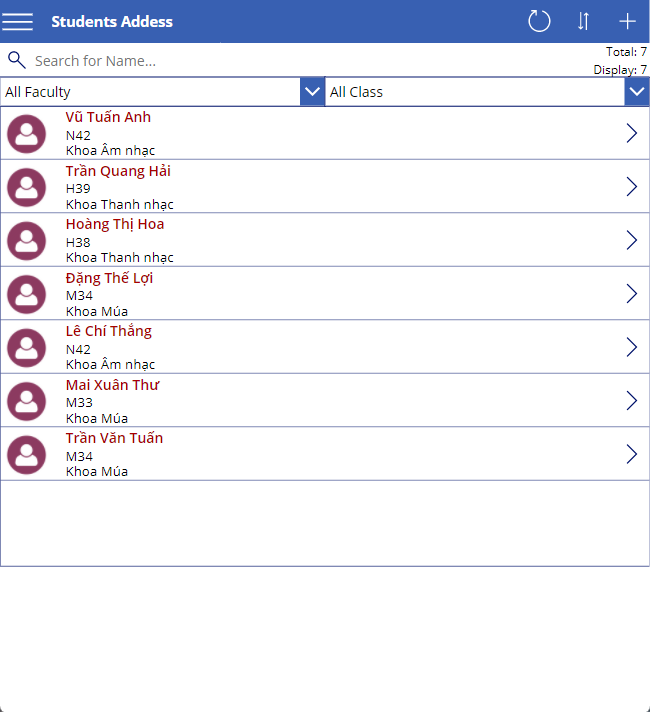 Students Addess
Search for Name...
Total: 7
Display: 7
All Faculty
All Class
Vũ Tuấn Anh
N42
Khoa Âm nhạc
Trần Quang Hải
H39
Khoa Thanh nhạc
Hoàng Thị Hoa
H38
Khoa Thanh nhạc
Đặng Thế Lợi
M34
Khoa Múa
Lê Chí Thắng
N42
Khoa Âm nhạc
Mai Xuân Thư
M33
Khoa Múa
Trần Văn Tuấn
M34
Khoa Múa